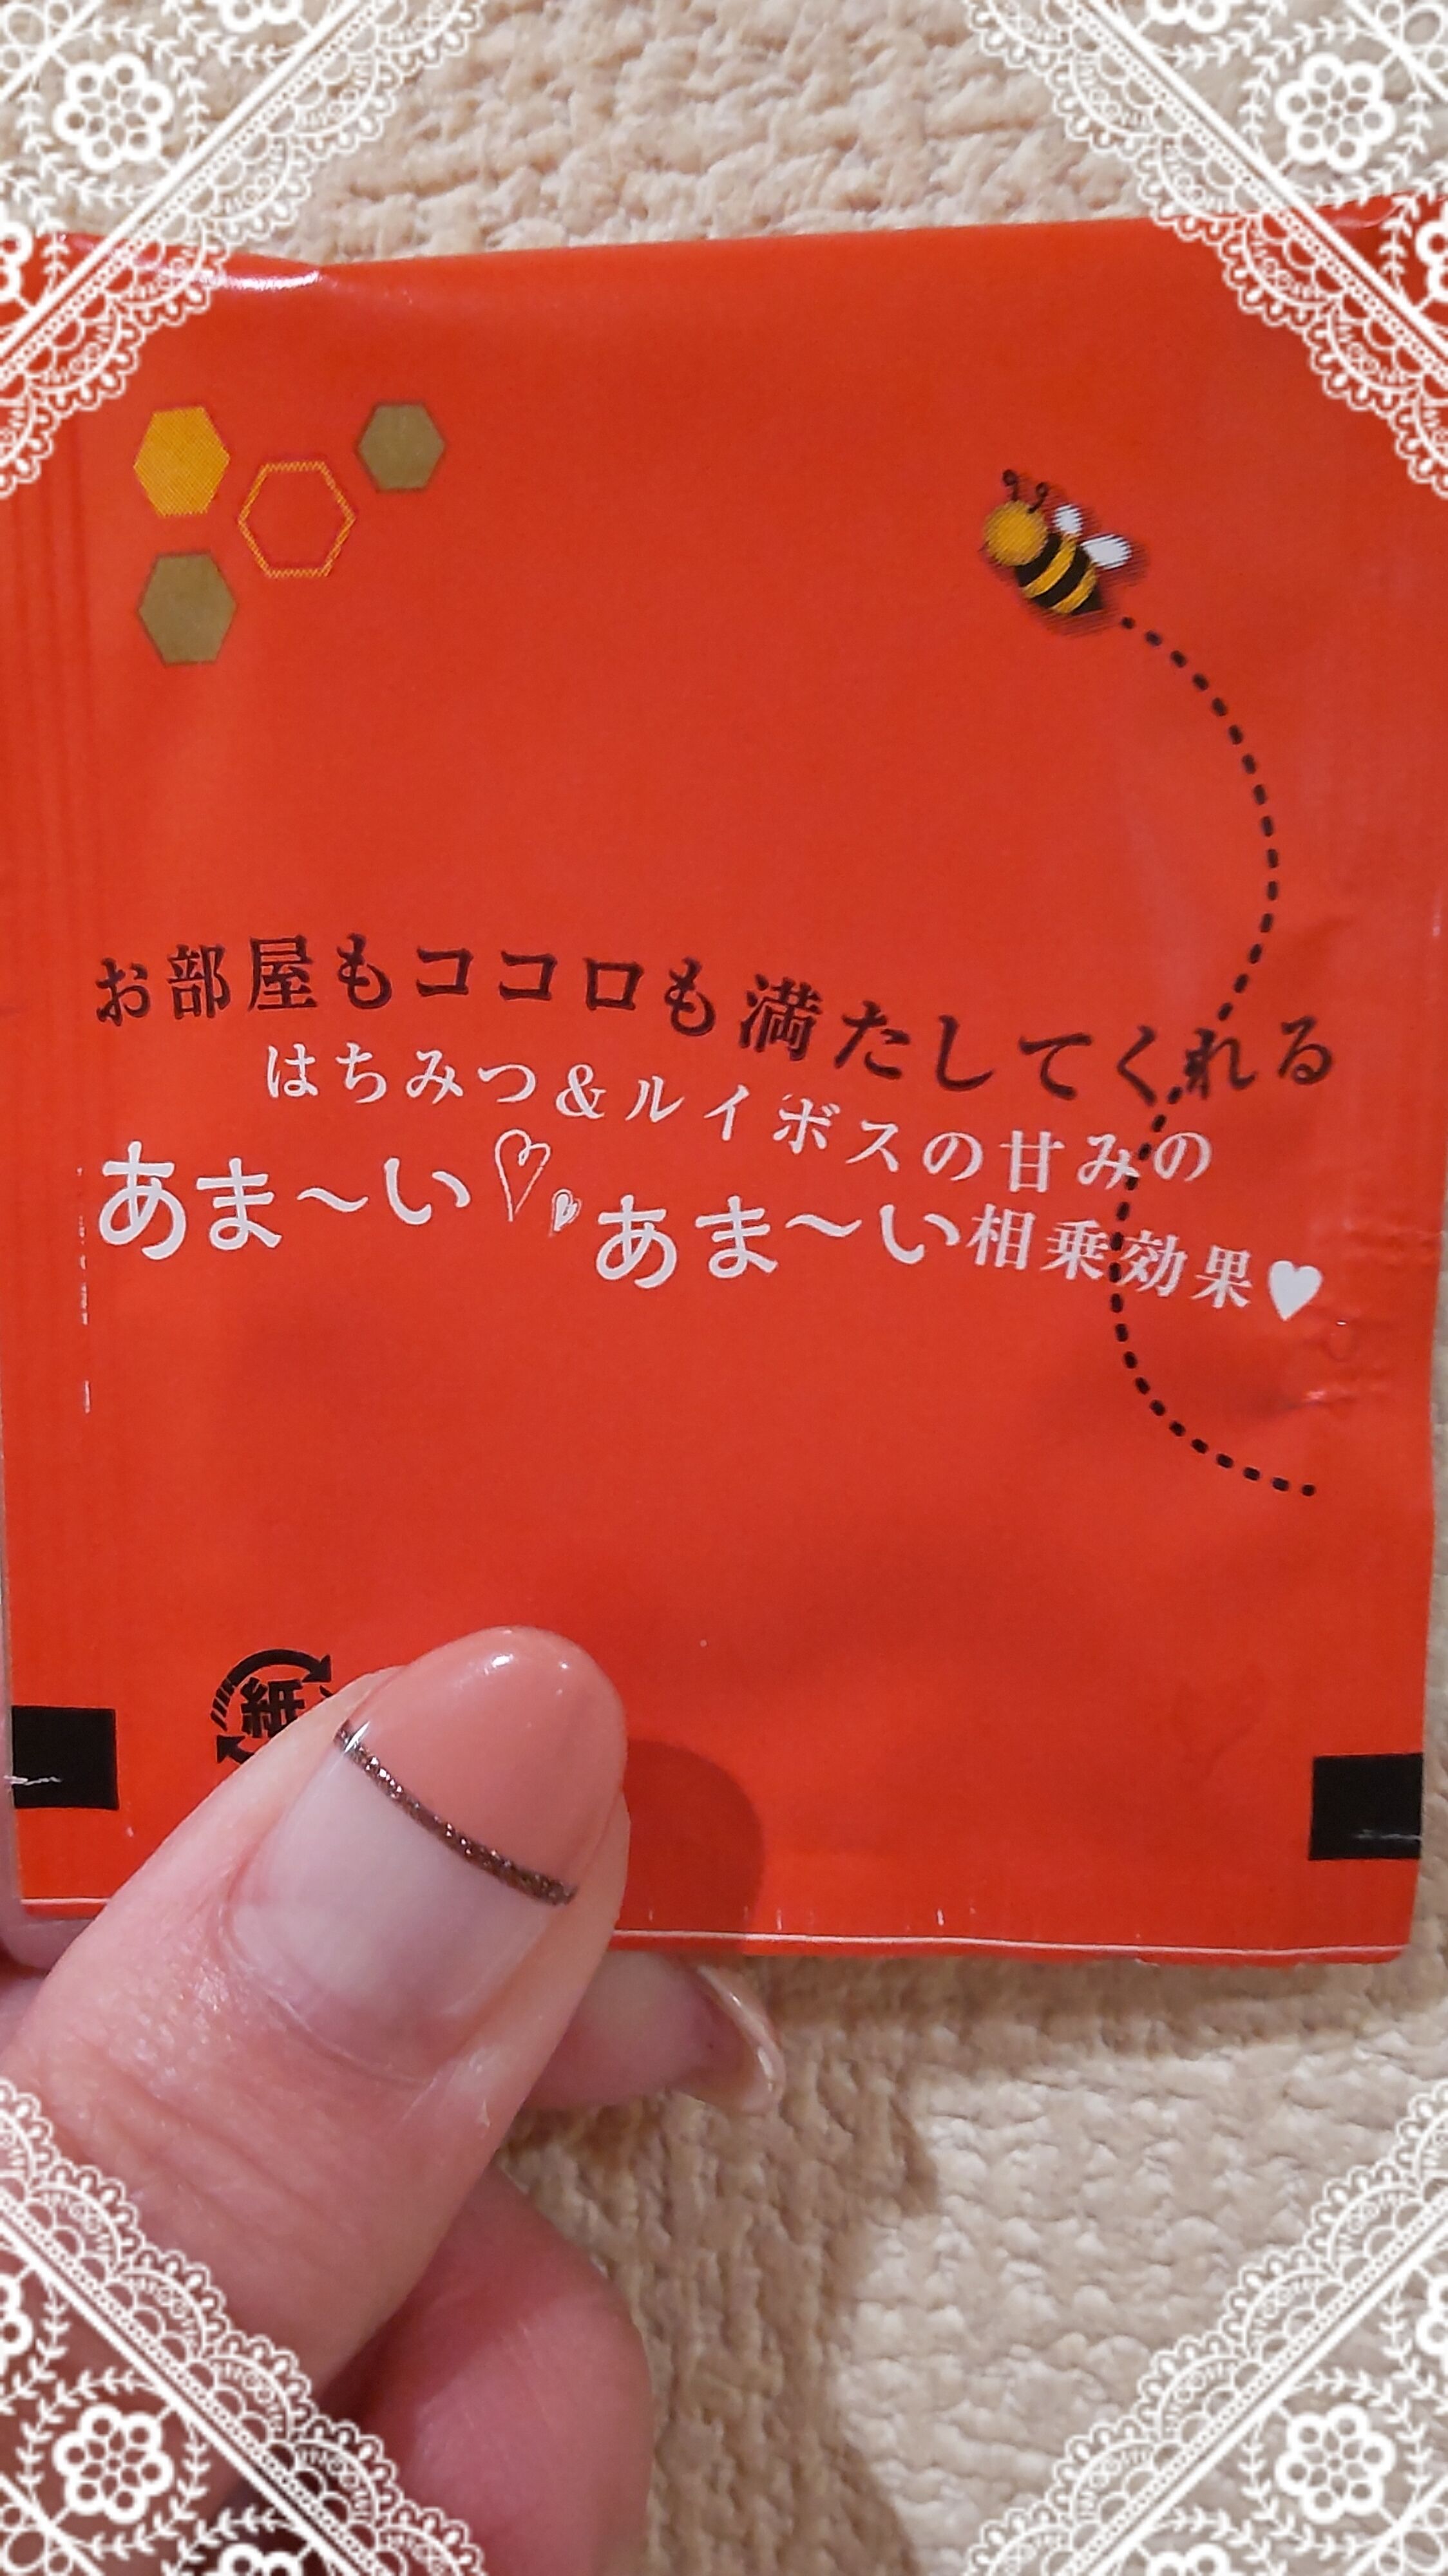 お部屋もココロも満たしてくれる
はちみつ&ルイボスの甘みの
あま〜い♡♡あま〜い相乗効果♥
紙